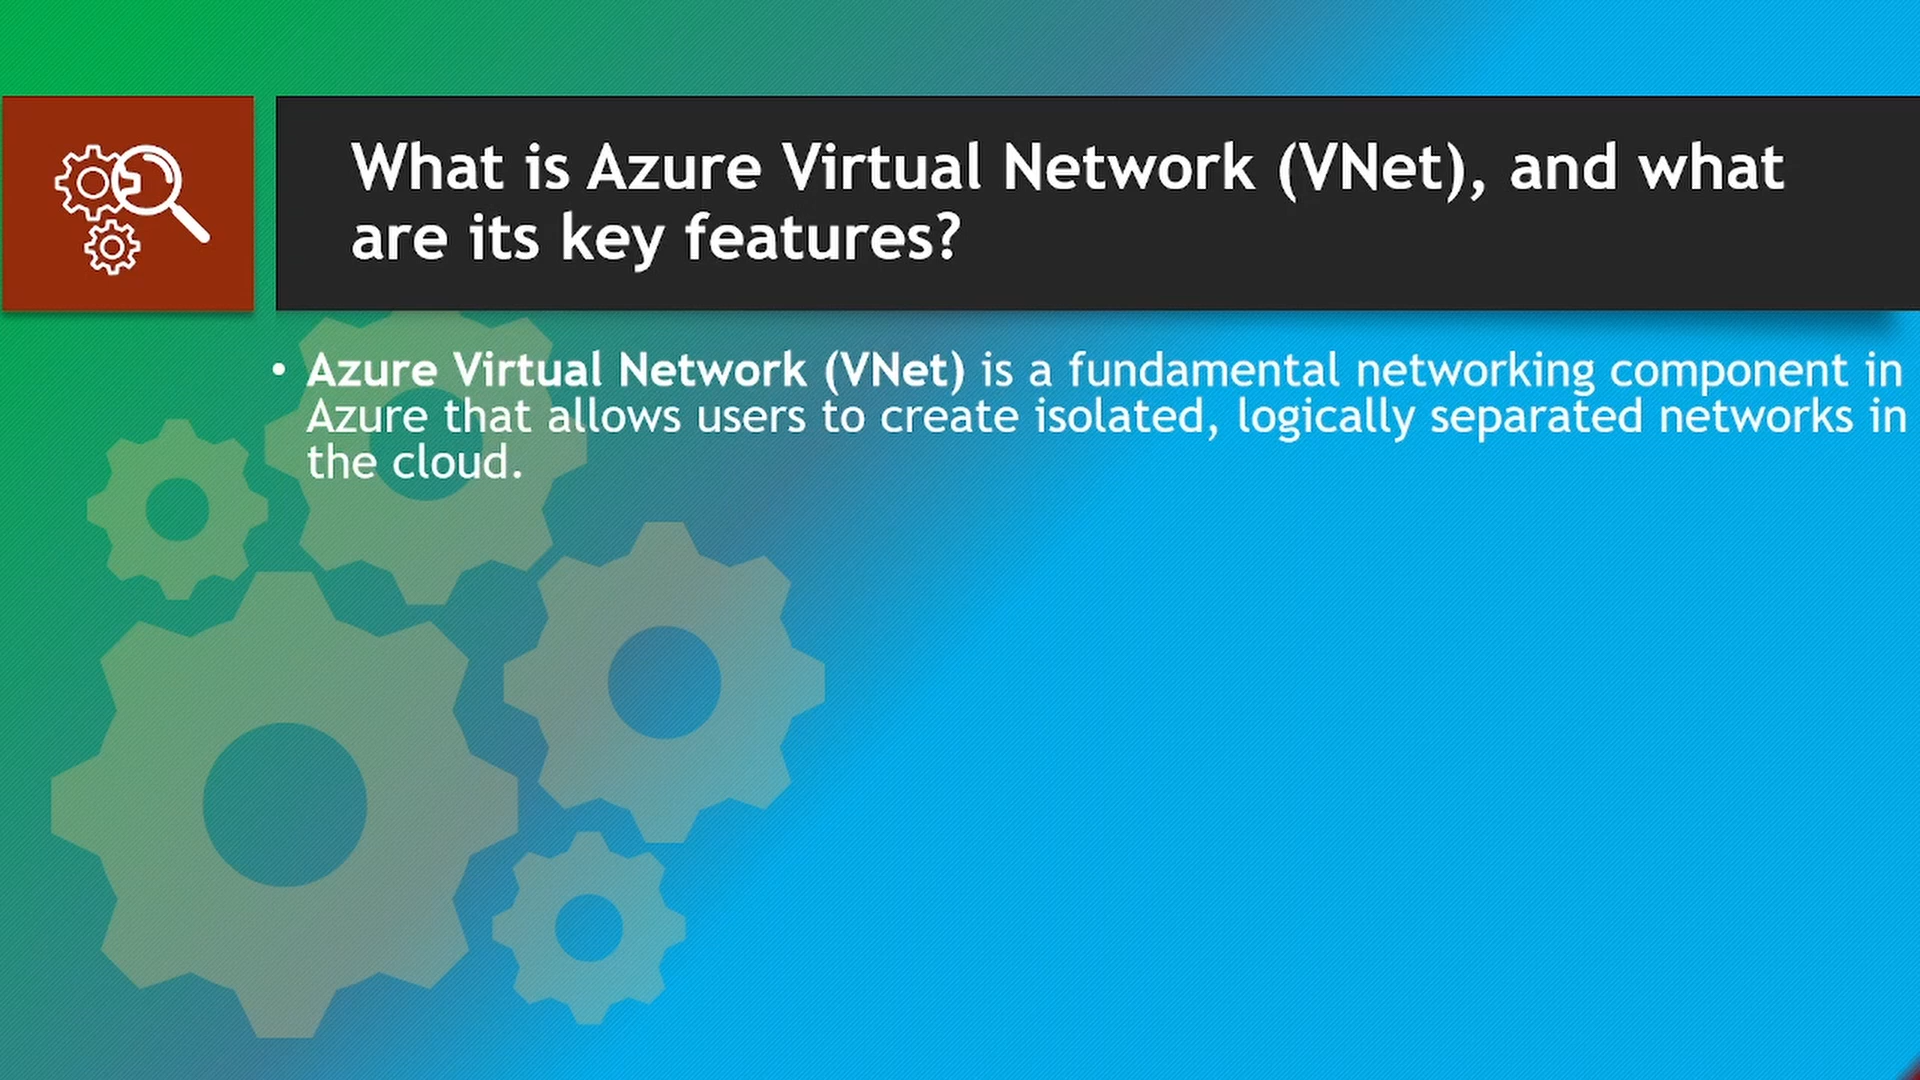 What is Azure Virtual Network (VNet), and what
are its key features?
• Azure Virtual Network (VNet) is a fundamental networking component in
Azure that allows users to create isolated, logically separated networks in
the cloud.